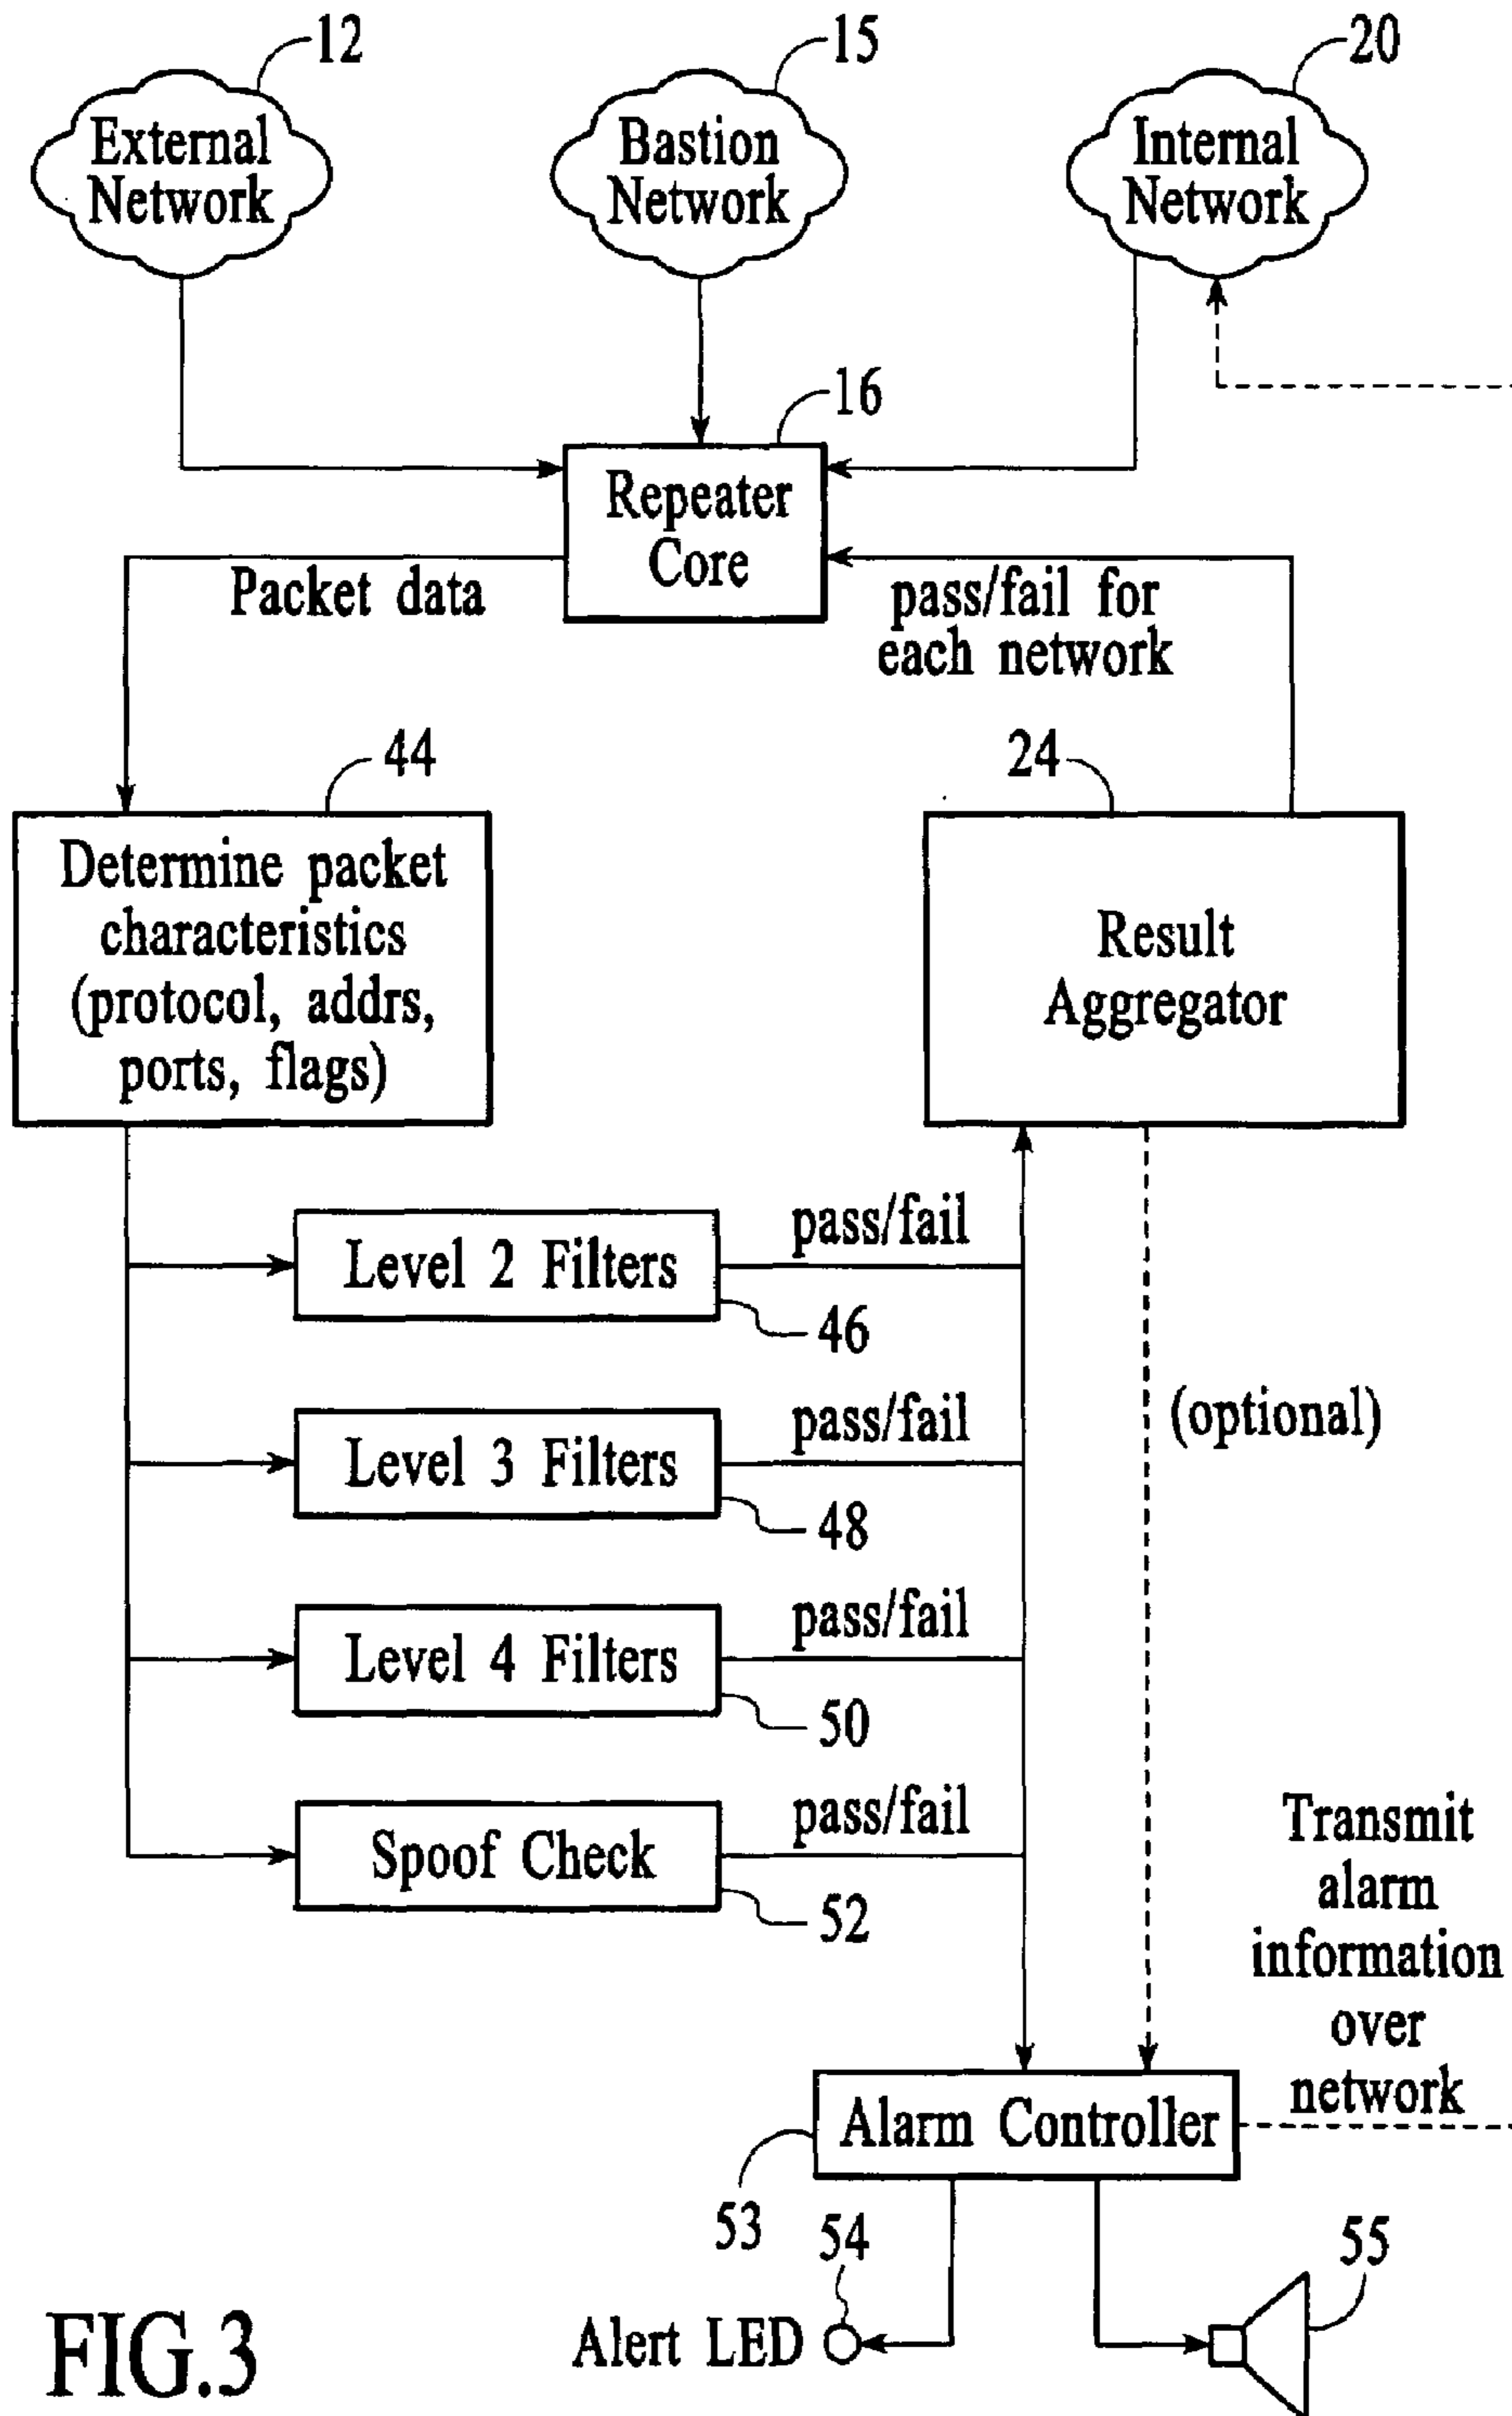 12
15
20
External
Network
Bastion
Network
Internal
Network
16
Repeater
Core
Packet data
pass/fail for
each network
44
24
Determine packet
characteristics
(protocol, addrs,
ports, flags)
Result
Aggregator
pass/fail
Level 2 Filters
46
(optional)
pass/fail
Level 3 Filters
48
pass/fail
Level 4 Filters
50
pass/fail
Spoof Check
52
Transmit
alarm
information
over
network
Alarm Controller
53
54
55
Alert LED
FIG.3